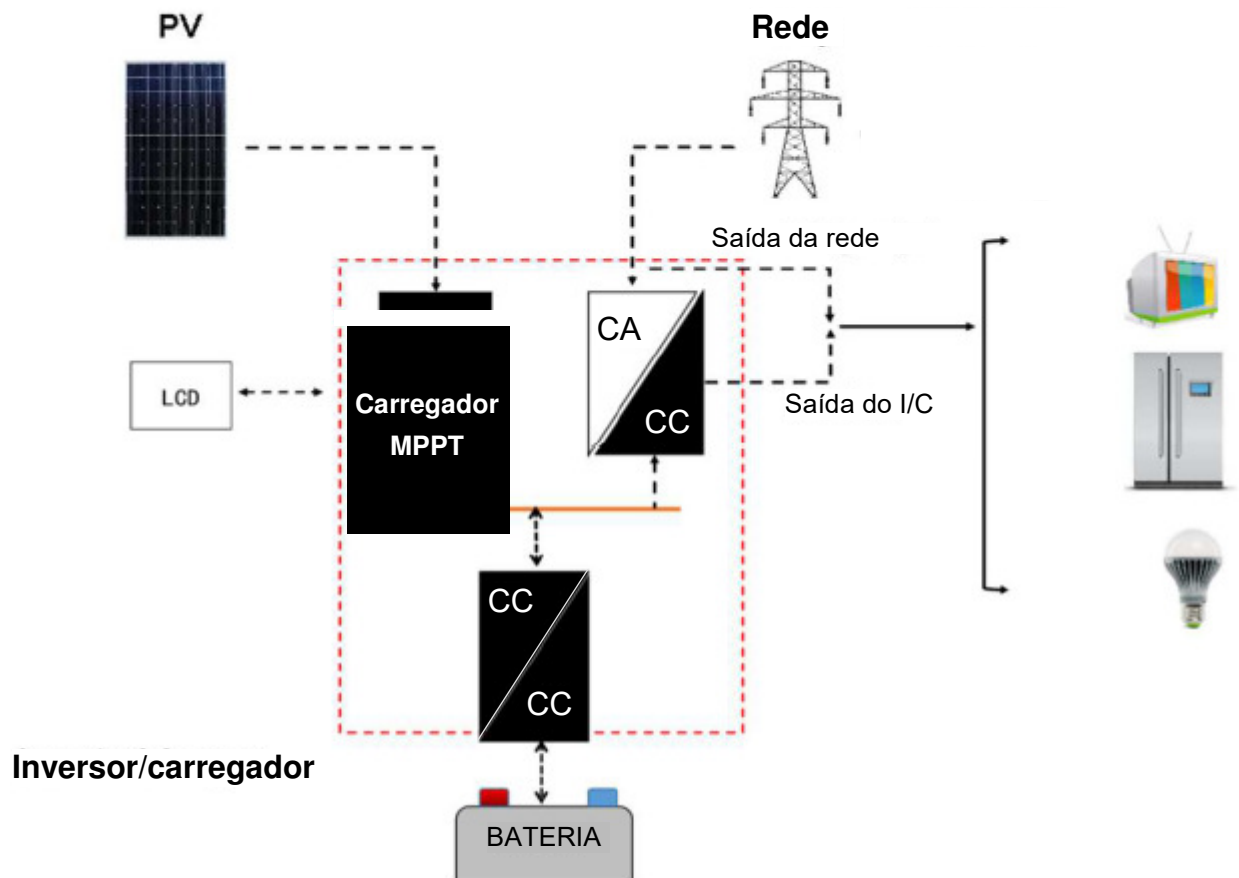 PV
Rede
Saída da rede
CA
LCD
Carregador
MPPT
CC
Saída do I/C
CC
CC
Inversor/carregador
BATERIA